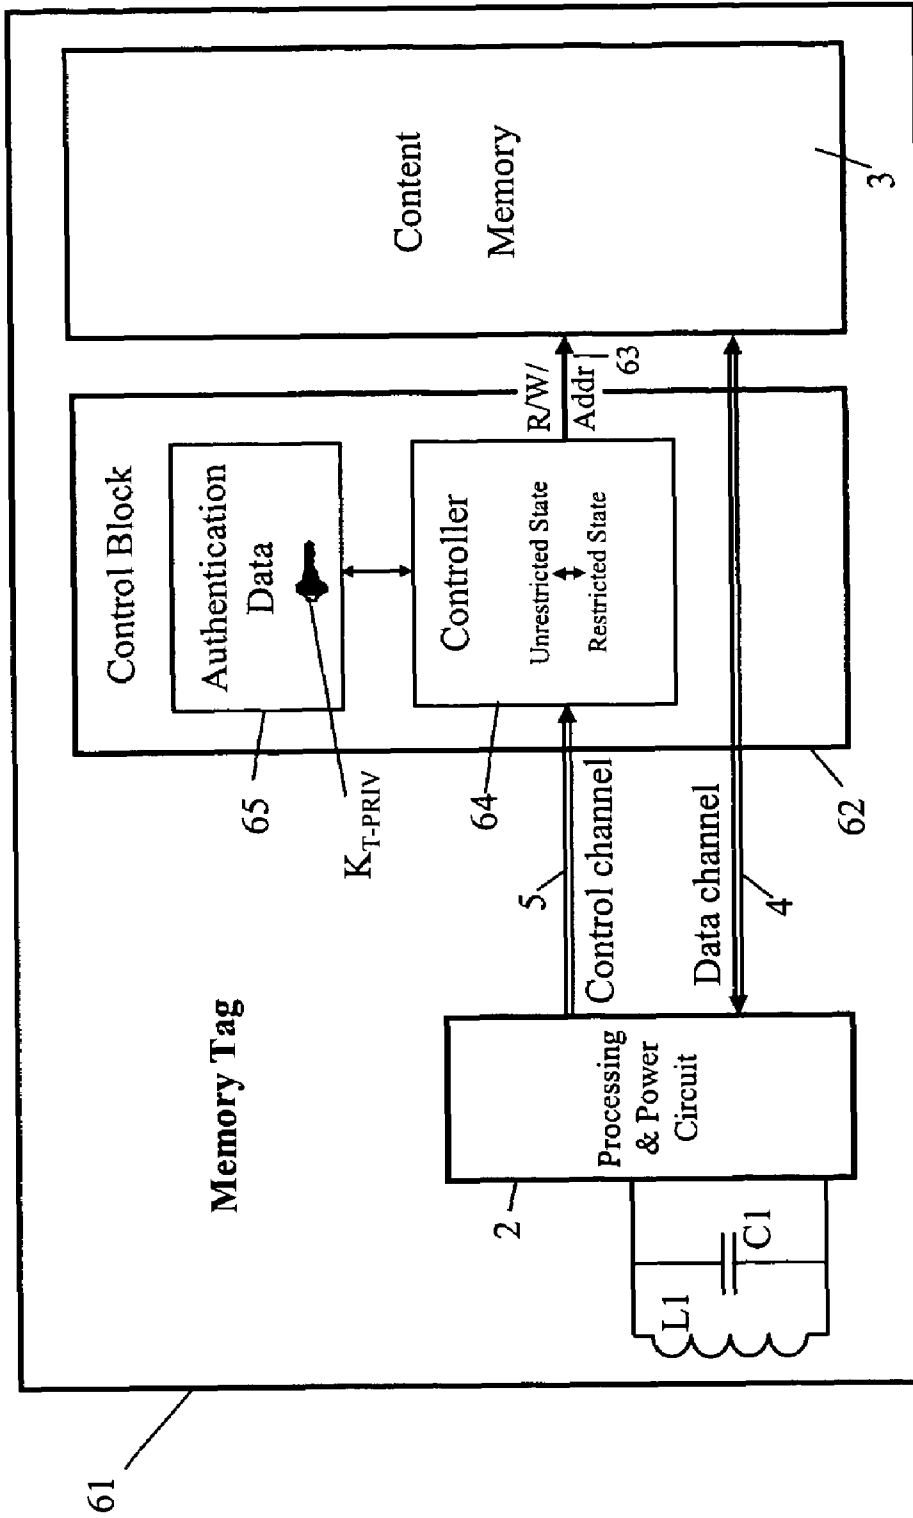 61
Memory Tag
L1
C1
2
Processing
& Power
Circuit
5
Control channel
Data channel
4
Control Block
65
Authentication
Data
K_T-PRIV
64
Controller
Unrestricted State
Restricted State
62
R/W/
Addr
63
Content
Memory
3